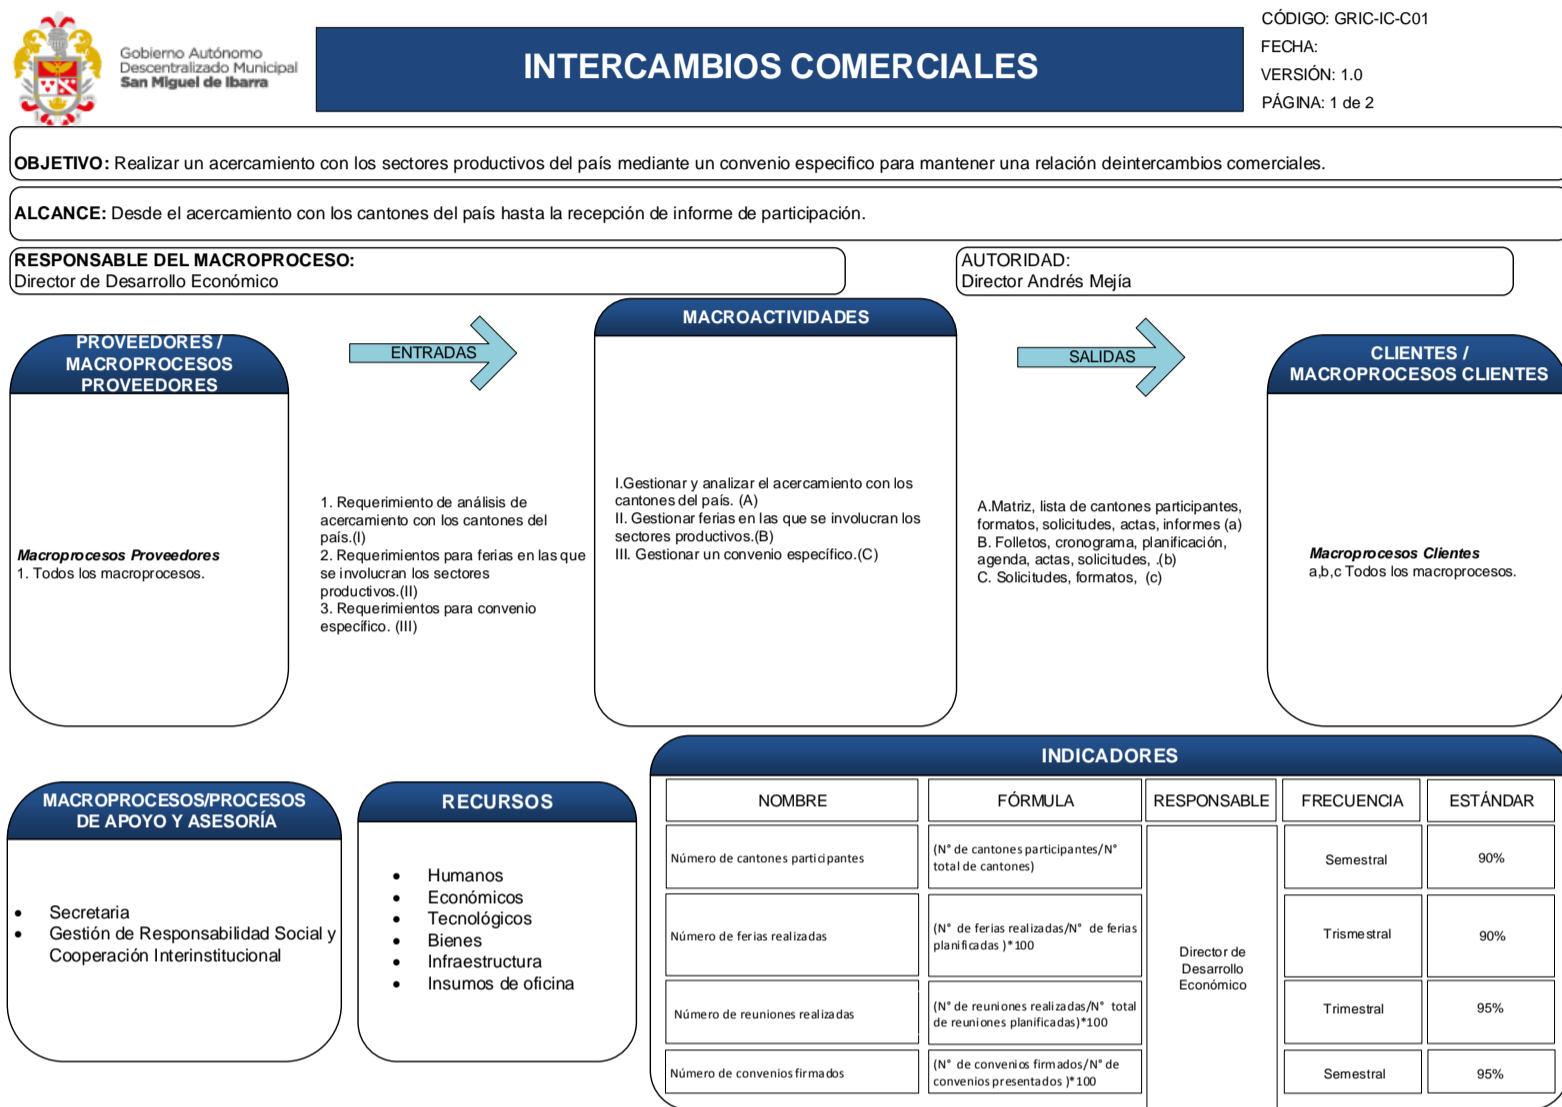 Gobierno Autónomo
Descentralizado Municipal
San Miguel de Ibarra
INTERCAMBIOS COMERCIALES
CÓDIGO: GRIC-IC-C01
FECHA:
VERSIÓN: 1.0
PÁGINA: 1 de 2
OBJETIVO: Realizar un acercamiento con los sectores productivos del país mediante un convenio especifico para mantener una relación deintercambios comerciales.
ALCANCE: Desde el acercamiento con los cantones del país hasta la recepción de informe de participación.
RESPONSABLE DEL MACROPROCESO:
Director de Desarrollo Económico
AUTORIDAD:
Director Andrés Mejía
PROVEEDORES /
MACROPROCESOS
PROVEEDORES
Macroprocesos Proveedores
1. Todos los macroprocesos.
ENTRADAS
1. Requerimiento de análisis de
acercamiento con los cantones del
país.(I)
2. Requerimientos para ferias en las que
se involucran los sectores
productivos.(II)
3. Requerimientos para convenio
específico. (III)
MACROACTIVIDADES
I.Gestionar y analizar el acercamiento con los
cantones del país. (A)
II. Gestionar ferias en las que se involucran los
sectores productivos.(B)
III. Gestionar un convenio específico.(C)
SALIDAS
A.Matriz, lista de cantones participantes,
formatos, solicitudes, actas, informes (a)
B. Folletos, cronograma, planificación,
agenda, actas, solicitudes, .(b)
C. Solicitudes, formatos, (c)
CLIENTES /
MACROPROCESOS CLIENTES
Macroprocesos Clientes
a,b,c Todos los macroprocesos.
MACROPROCESOS/PROCESOS
DE APOYO Y ASESORÍA
• Secretaria
• Gestión de Responsabilidad Social y
Cooperación Interinstitucional
RECURSOS
• Humanos
• Económicos
• Tecnológicos
• Bienes
• Infraestructura
• Insumos de oficina
INDICADORES
NOMBRE FÓRMULA RESPONSABLE FRECUENCIA ESTÁNDAR
Número de cantones participantes
(N° de cantones participantes/N°
total de cantones)
Semestral
90%
Número de ferias realizadas
(N° de ferias realizadas/N° de ferias
planificadas )*100
Trismestral
90%
Director de
Desarrollo
Económico
Número de reuniones realizadas
(N° de reuniones realizadas/N° total
de reuniones planificadas)*100
Trimestral
95%
Número de convenios firmados
(N° de convenios firmados/N° de
convenios presentados )*100
Semestral
95%